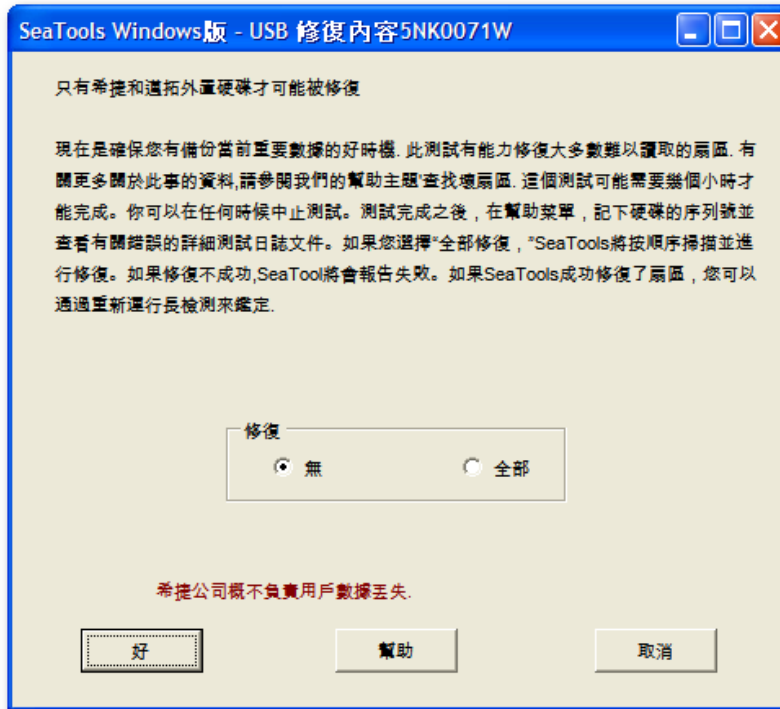 SeaTools Windows版 - USB 修復內容5NK0071W
只有希捷和邁拓外置硬碟才可能被修復
現在是確保您有備份當前重要數據的好時機. 此測試有能力修復大多數難以讀取的扇區. 有
關更多關於此事的資料,請參閱我們的幫助主題'查找壞扇區. 這個測試可能需要幾個小時才
能完成。你可以在任何時候中止測試。測試完成之後，在幫助菜單，記下硬碟的序列號並
查看有關錯誤的詳細測試日誌文件。如果您選擇“全部修復，”SeaTools將按順序掃描並進
行修復。如果修復不成功,SeaTool將會報告失敗。如果SeaTools成功修復了扇區，您可以
通過重新運行長檢測來鑑定.
修復
無 全部
希捷公司概不負責用戶數據丟失.
好 幫助 取消